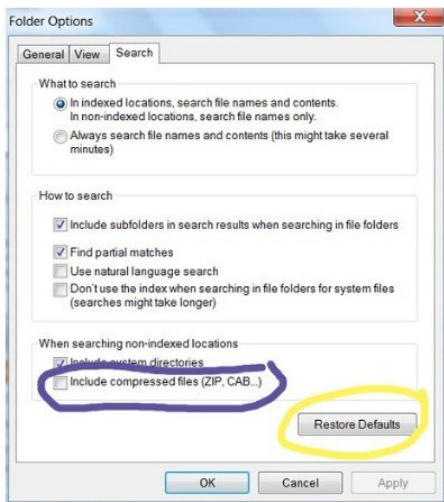 Folder Options
General View Search
What to search
In indexed locations, search file names and contents.
In non-indexed locations, search file names only.
Always search file names and contents (this might take several
minutes)
How to search
Include subfolders in search results when searching in file folders
Find partial matches
Use natural language search
Don't use the index when searching in file folders for system files
(searches might take longer)
When searching non-indexed locations
Include system directories
Include compressed files (ZIP, CAB...)
Restore Defaults
OK Cancel Apply